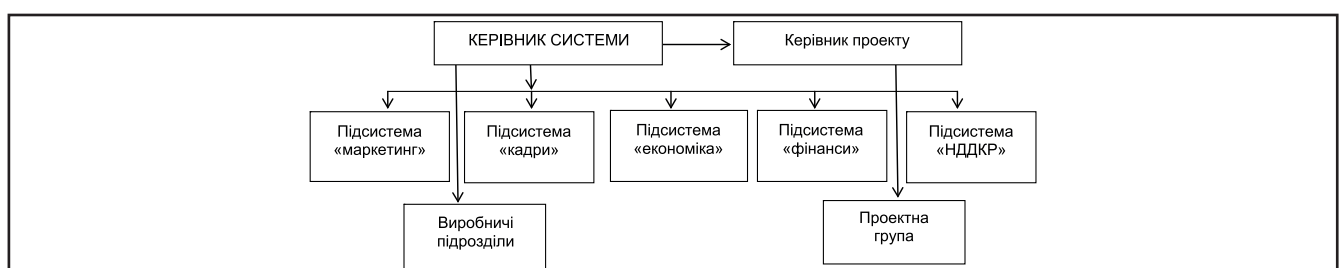 КЕРІВНИК СИСТЕМИ
Керівник проекту
Підсистема
«маркетинг»
Підсистема
«кадри»
Підсистема
«економіка»
Підсистема
«фінанси»
Підсистема
«НДДКР»
Виробничі
підрозділи
Проектна
група